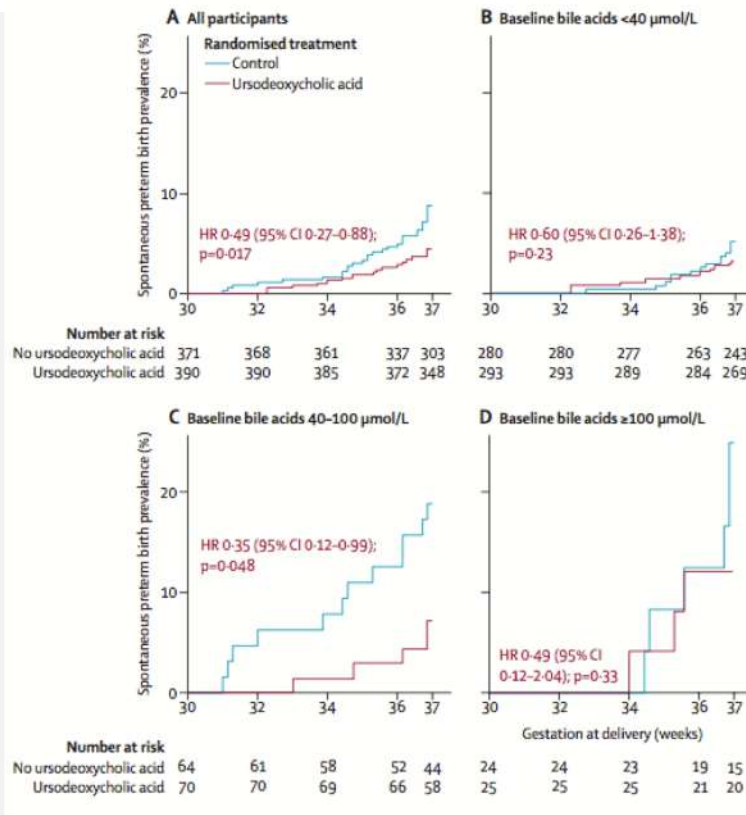 A All participants
Randomised treatment
Control
Ursodeoxycholic acid
Spontaneous preterm birth prevalence (%)
20
10
0
HR 0·49 (95% CI 0·27–0·88);
p=0·017
30 32 34 36 37
Number at risk
No ursodeoxycholic acid 371 368 361 337 303
Ursodeoxycholic acid 390 390 385 372 348
B Baseline bile acids <40 μmol/L
HR 0·60 (95% CI 0·26–1·38);
p=0·23
30 32 34 36 37
280 280 277 263 243
293 293 289 284 269
C Baseline bile acids 40–100 μmol/L
Spontaneous preterm birth prevalence (%)
20
10
0
HR 0·35 (95% CI 0·12–0·99);
p=0·048
30 32 34 36 37
Number at risk
No ursodeoxycholic acid 64 61 58 52 44
Ursodeoxycholic acid 70 70 69 66 58
D Baseline bile acids ≥100 μmol/L
HR 0·49 (95% CI
0·12–2·04); p=0·33
30 32 34 36 37
Gestation at delivery (weeks)
24 24 23 19 15
25 25 25 21 20